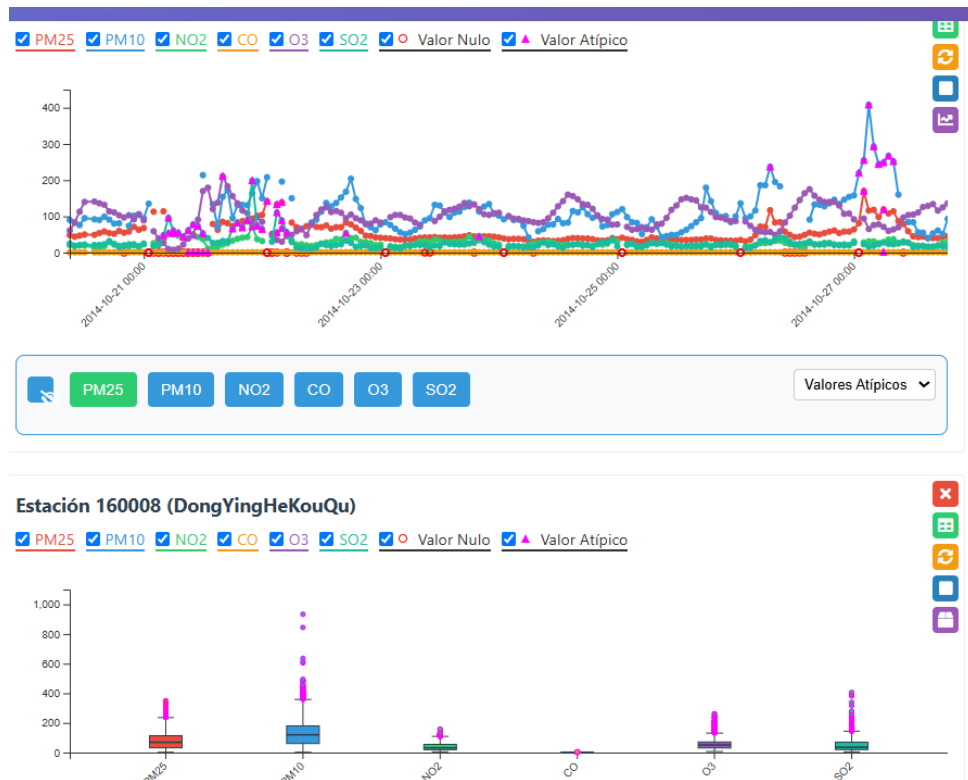 PM25 PM10 NO2 CO O3 SO2 Valor Nulo Valor Atípico
400
300
200
100
0
2014-10-21 00:00
2014-10-23 00:00
2014-10-25 00:00
2014-10-27 00:00
PM25 PM10 NO2 CO O3 SO2 Valores Atípicos
Estación 160008 (DongYingHeKouQu)
PM25 PM10 NO2 CO O3 SO2 Valor Nulo Valor Atípico
1,000
800
600
400
200
0
PM25
PM10
NO2
CO
O3
SO2